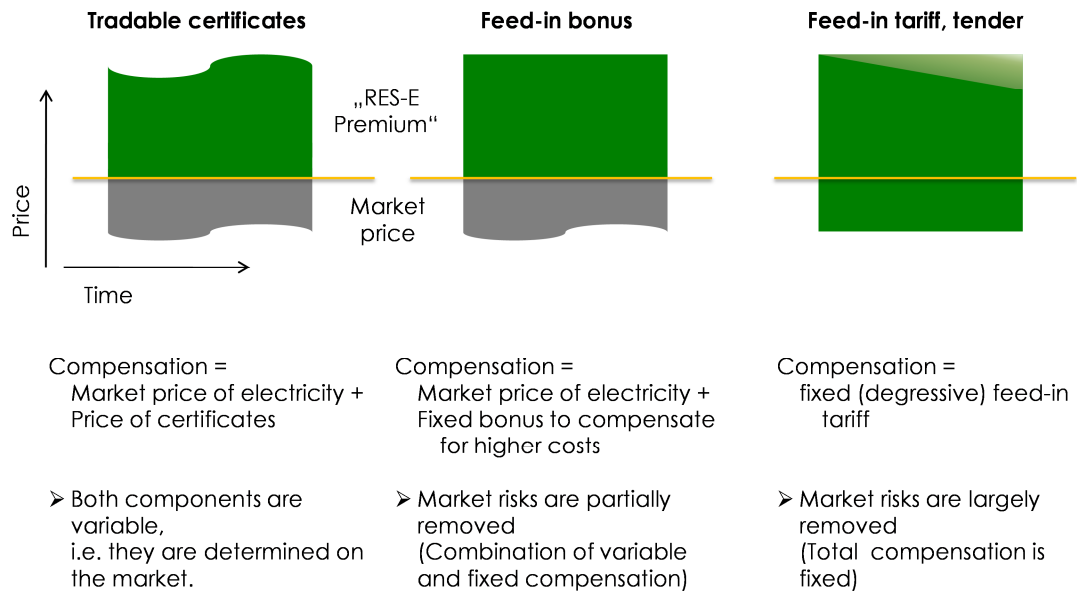 Tradable certificates
Feed-in bonus
Feed-in tariff, tender
„RES-E
Premium“
Price
Market
price
Time
Compensation =
Market price of electricity +
Price of certificates
Compensation =
Market price of electricity +
Fixed bonus to compensate
for higher costs
Compensation =
fixed (degressive) feed-in
tariff
➢ Both components are
variable,
i.e. they are determined on
the market.
➢ Market risks are partially
removed
(Combination of variable
and fixed compensation)
➢ Market risks are largely
removed
(Total compensation is
fixed)